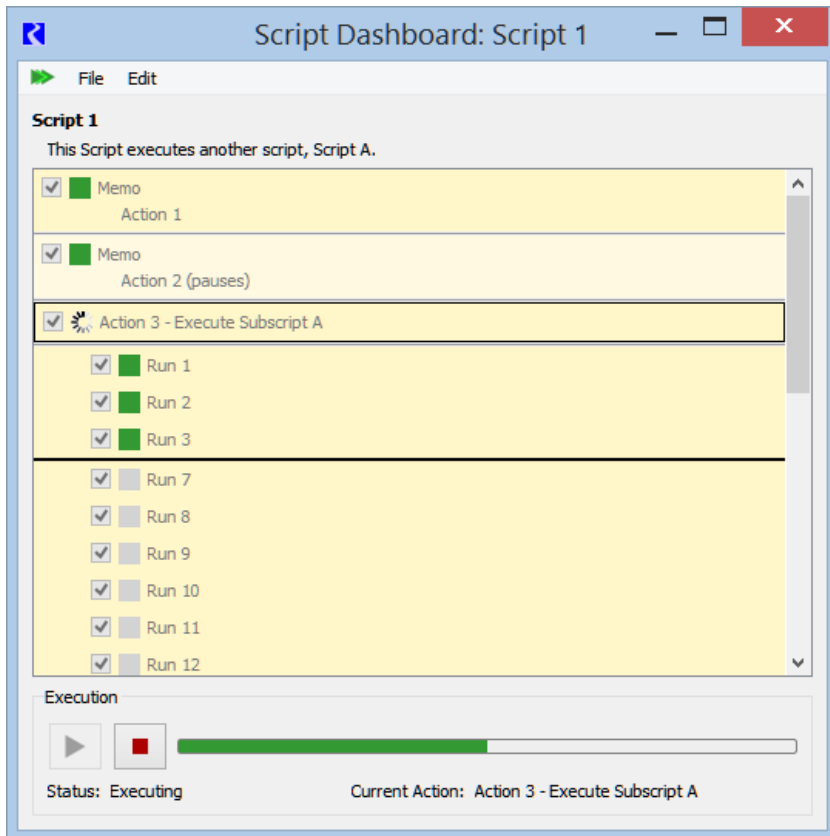 Script Dashboard: Script 1
File Edit
Script 1
This Script executes another script, Script A.
Memo
Action 1
Memo
Action 2 (pauses)
Action 3 - Execute Subscript A
Run 1
Run 2
Run 3
Run 7
Run 8
Run 9
Run 10
Run 11
Run 12
Execution
Status: Executing Current Action: Action 3 - Execute Subscript A